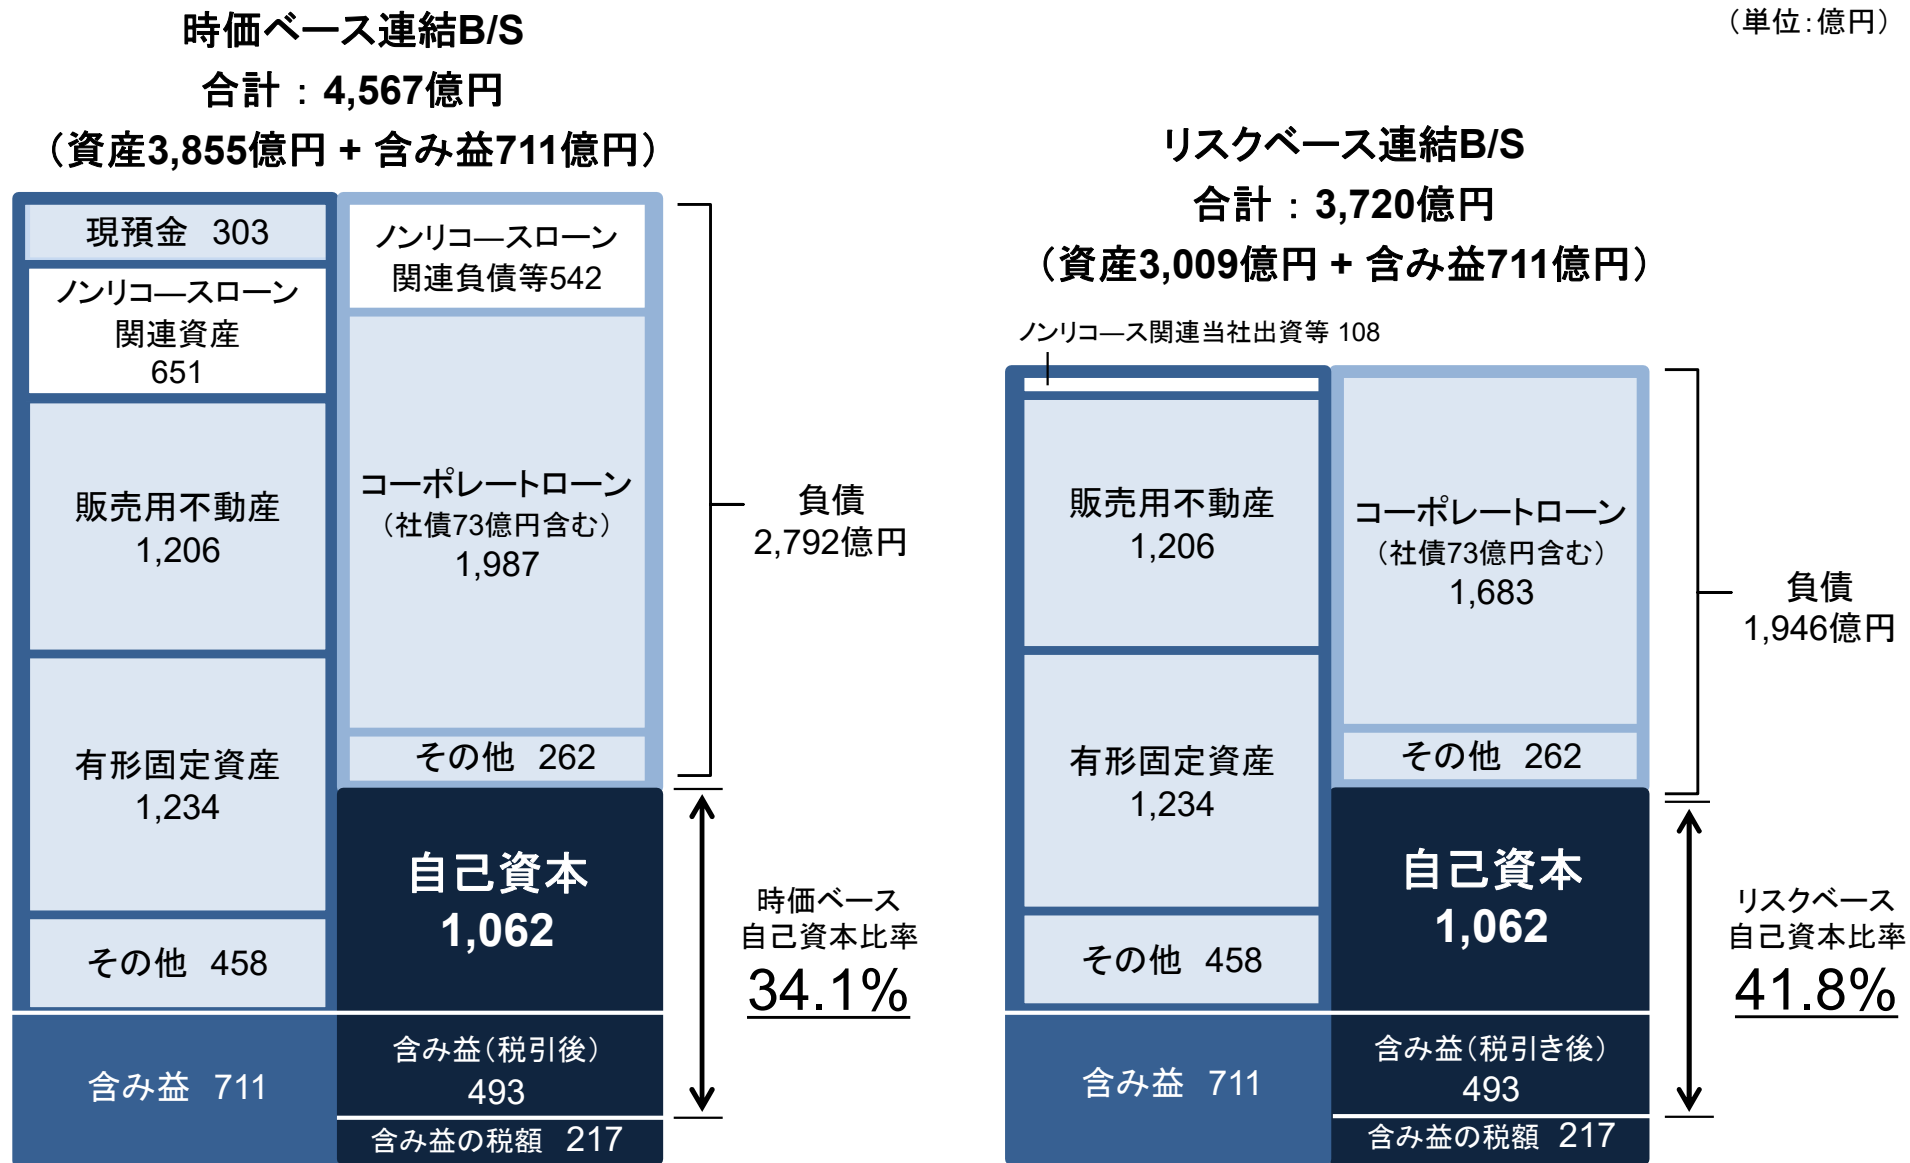 （単位：億円）
時価ベース連結B/S
合計：4,567億円
（資産3,855億円 + 含み益711億円）
現預金 303
ノンリコ―スローン
関連資産
651
販売用不動産
1,206
有形固定資産
1,234
その他 458
含み益 711
ノンリコ―スローン
関連負債等542
コーポレートローン
（社債73億円含む）
1,987
その他 262
自己資本
1,062
含み益（税引後）
493
含み益の税額 217
負債
2,792億円
時価ベース
自己資本比率
34.1%
リスクベース連結B/S
合計：3,720億円
（資産3,009億円 + 含み益711億円）
ノンリコ―ス関連当社出資等 108
販売用不動産
1,206
有形固定資産
1,234
その他 458
含み益 711
コーポレートローン
（社債73億円含む）
1,683
その他 262
自己資本
1,062
含み益（税引き後）
493
含み益の税額 217
負債
1,946億円
リスクベース
自己資本比率
41.8%